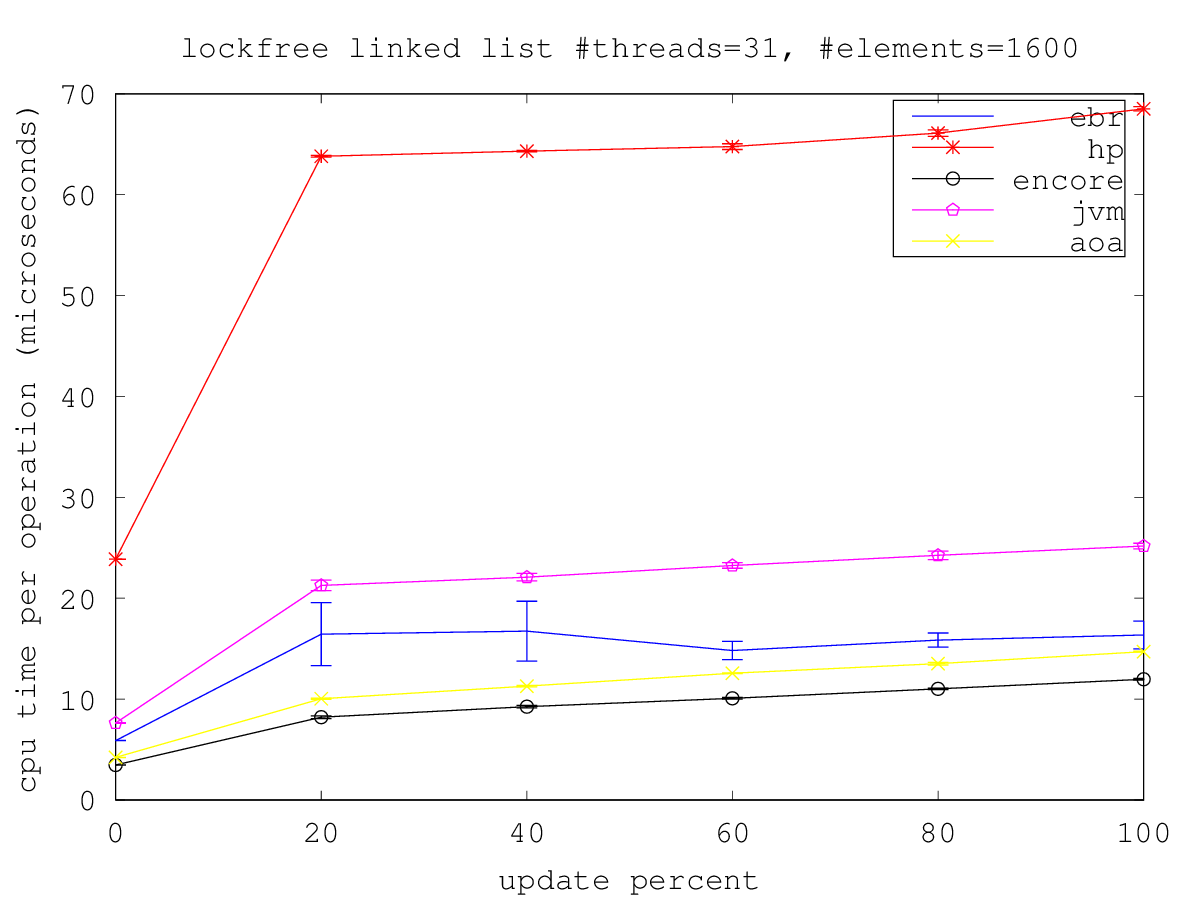 lockfree linked list #threads=31, #elements=1600
cpu time per operation (microseconds)
70
60
50
40
30
20
10
0
ebr
hp
encore
jvm
aoa
0 20 40 60 80 100
update percent